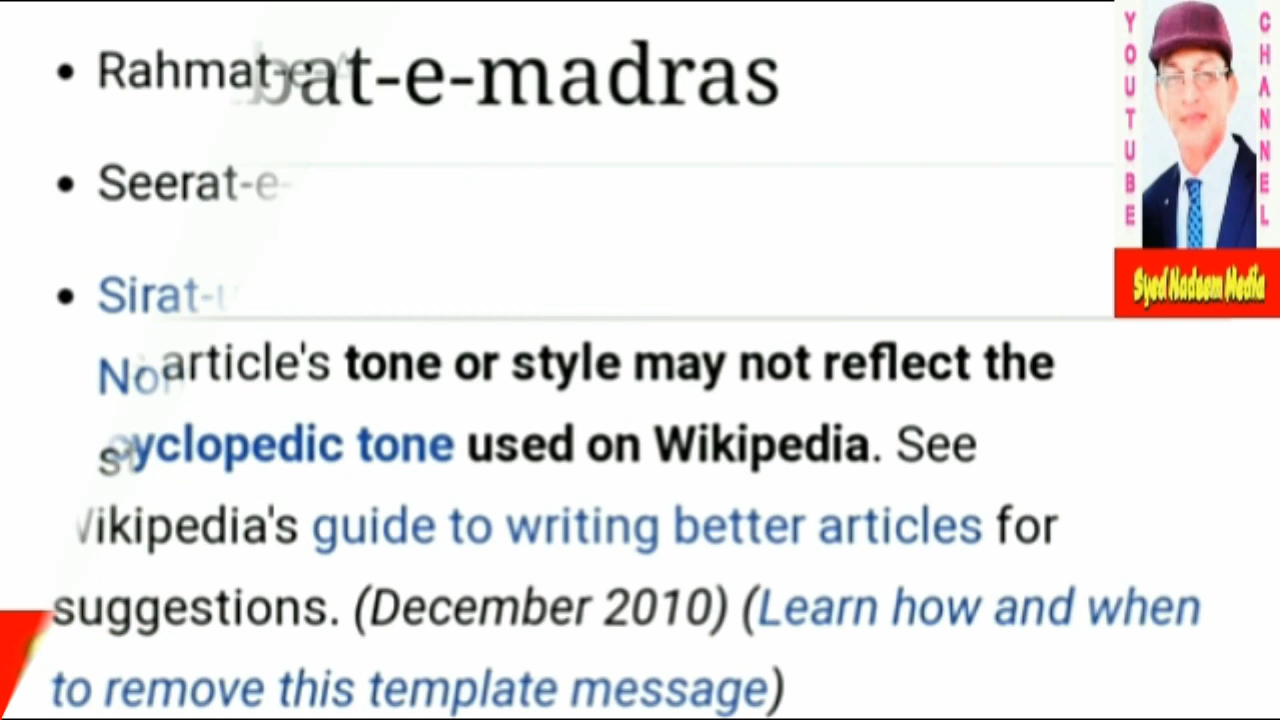 Rahmat-e-
bat-e-madras
Seerat-e-
Sirat-u
article's tone or style may not reflect the
cyclopedic tone used on Wikipedia. See
Wikipedia's guide to writing better articles for
suggestions. (December 2010) (Learn how and when
to remove this template message)
YOUTUBE
CHANNEL
Syed Nadeem Media